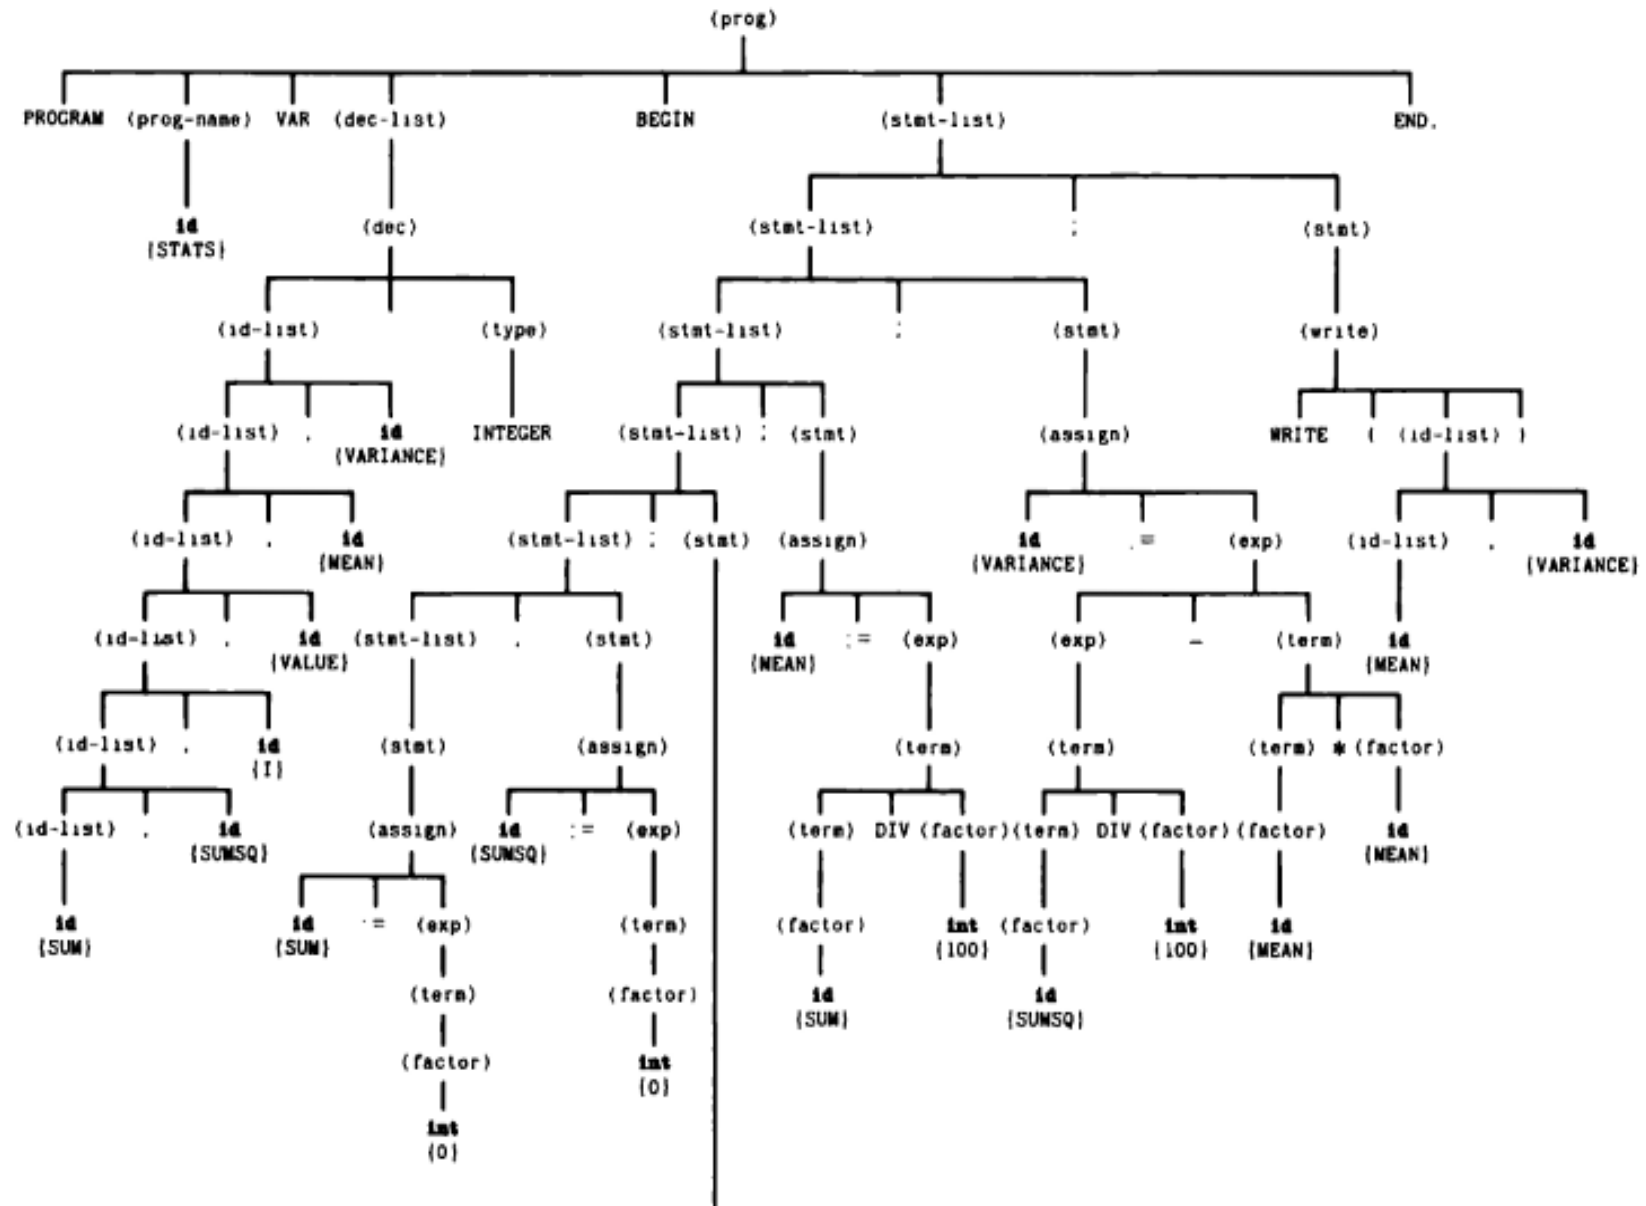 (prog)
PROGRAM (prog-name) VAR (dec-list) BEGIN (stmt-list) END.
id (dec) (stmt-list) ; (stmt)
{STATS}
(id-list) (type) (stmt-list) ; (stmt) (write)
(id-list) , id INTEGER (stmt-list) ; (stmt) (assign) WRITE ( (id-list) )
{VARIANCE}
(id-list) , id (stmt-list) ; (stmt) (assign) id := (exp) (id-list) , id
{MEAN} {VARIANCE} {VARIANCE}
(id-list) , id (stmt-list) , (stmt) id := (exp) (exp) - (term) id
{VALUE} {MEAN} {MEAN}
(id-list) , id (stmt) (assign) (term) (term) (term) * (factor)
{I}
(id-list) , id (assign) id := (exp) (term) DIV (factor) (term) DIV (factor) (factor) id
{SUMSQ} {SUMSQ} {MEAN}
id id := (exp) (term) (factor) int (factor) int id
{SUM} {SUM} {100} {100} {MEAN}
(term) (factor) id id
{SUM} {SUMSQ}
(factor) int
{0}
int
{0}